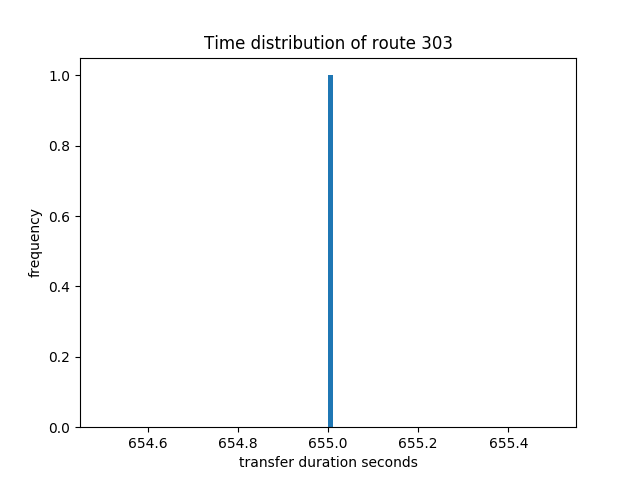 Time distribution of route 303
1.0
0.8
0.6
0.4
0.2
0.0
frequency
654.6 654.8 655.0 655.2 655.4
transfer duration seconds